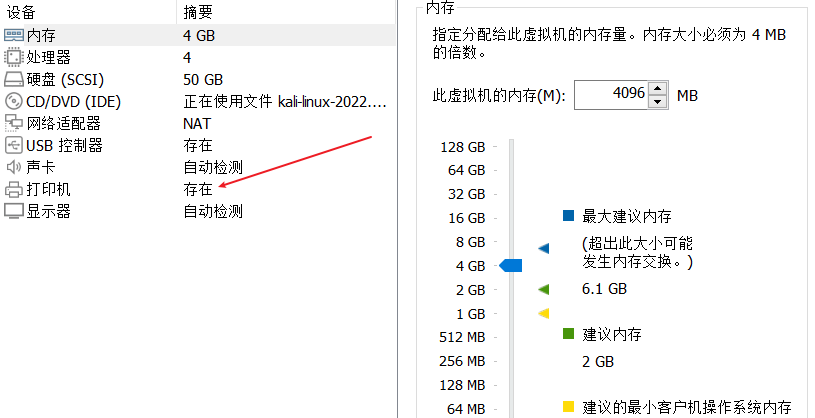 设备 摘要
内存 4 GB
处理器 4
硬盘 (SCSI) 50 GB
CD/DVD (IDE) 正在使用文件 kali-linux-2022....
网络适配器 NAT
USB 控制器 存在
声卡 自动检测
打印机 存在
显示器 自动检测
内存
指定分配给此虚拟机的内存量。内存大小必须为 4 MB
的倍数。
此虚拟机的内存(M): 4096 MB
128 GB
64 GB
32 GB
16 GB
8 GB
4 GB
2 GB
1 GB
512 MB
256 MB
128 MB
64 MB
最大建议内存
(超出此大小可能
发生内存交换。)
6.1 GB
建议内存
2 GB
建议的最小客户机操作系统内存